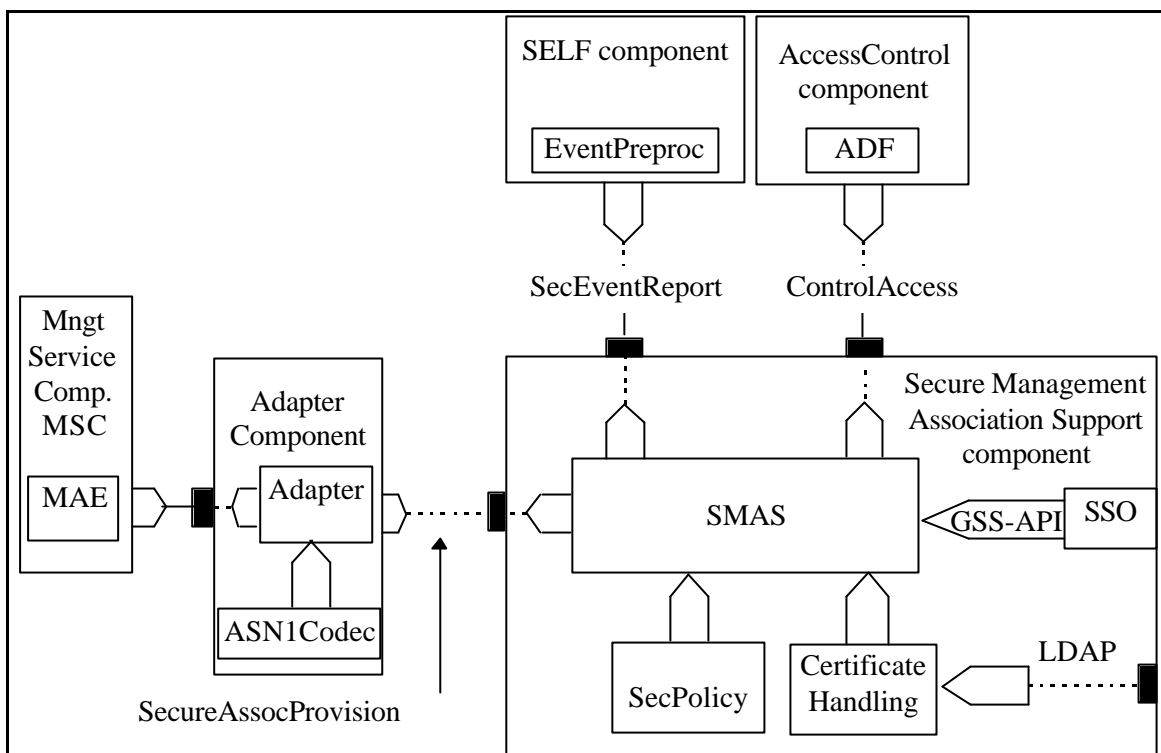 SELF component
EventPreproc
AccessControl
component
ADF
SecEventReport
ControlAccess
Mngt
Service
Comp.
MSC
MAE
Adapter
Component
Adapter
ASN1Codec
SecureAssocProvision
Secure Management
Association Support
component
SMAS
GSS-API
SSO
SecPolicy
Certificate
Handling
LDAP